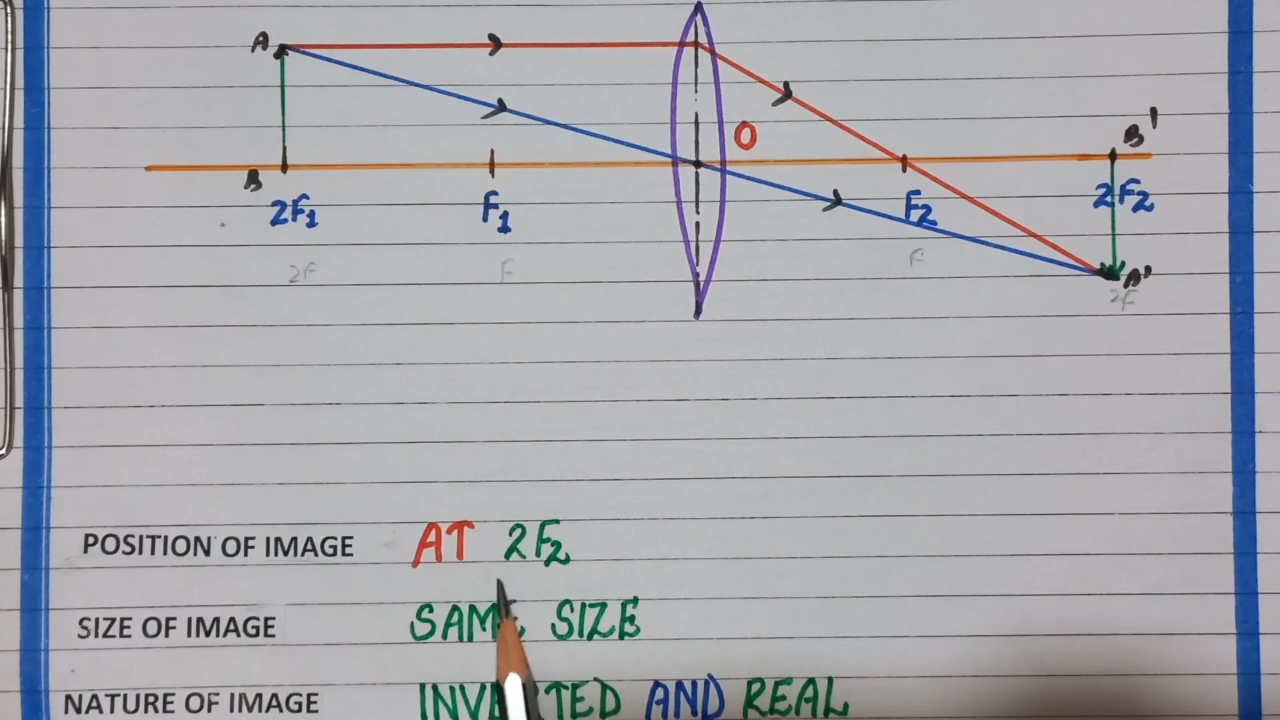 A
O
B'
B
2F₁
F₁
F₂
2F₂
2F
F
F
A'
2F
POSITION OF IMAGE AT 2F₂
SIZE OF IMAGE SAME SIZE
NATURE OF IMAGE INVERTED AND REAL